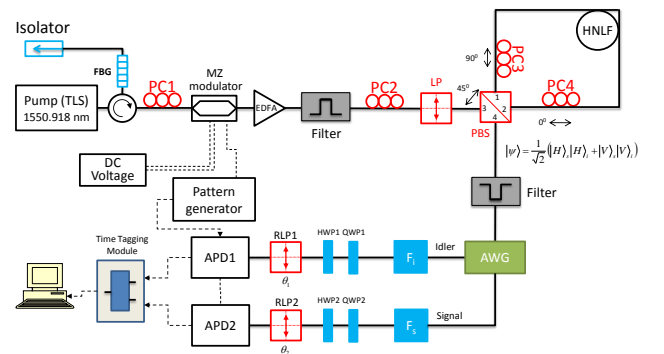 Isolator
FBG
Pump (TLS)
1550.918 nm
PC1
MZ
modulator
EDFA
Filter
PC2
LP
45°
90°
PC3
HNLF
PC4
0°
1
2
3
4
PBS
|ψ⟩ = 1/√2 (|H⟩ₛ|H⟩ᵢ + |V⟩ₛ|V⟩ᵢ)
DC
Voltage
Pattern
generator
Filter
Time Tagging
Module
APD1
RLP1
θ₁
HWP1 QWP1
F_I
Idler
AWG
APD2
RLP2
θ₂
HWP2 QWP2
F_S
Signal